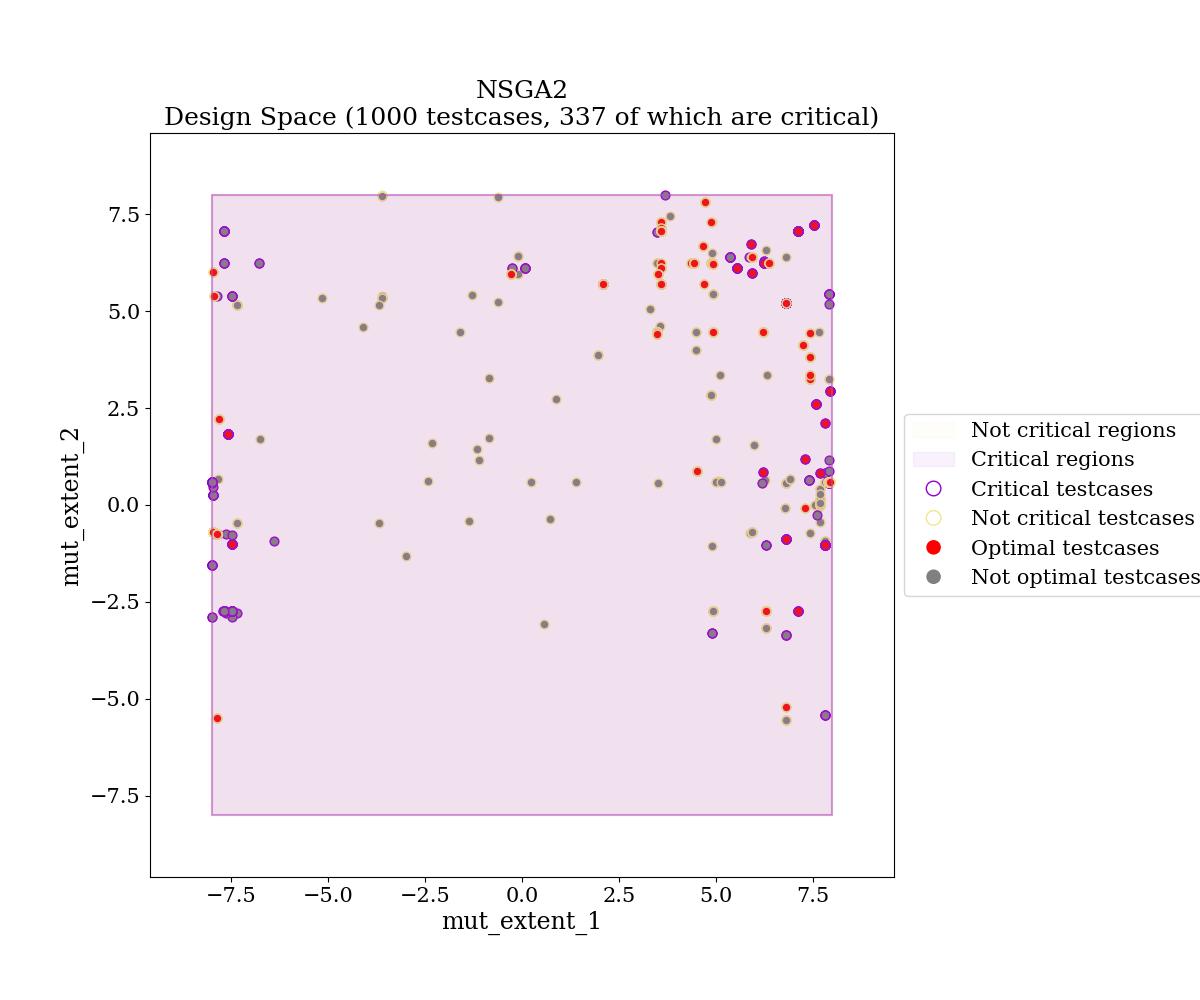 NSGA2
Design Space (1000 testcases, 337 of which are critical)
7.5
5.0
2.5
0.0
−2.5
−5.0
−7.5
mut_extent_2
−7.5
−5.0
−2.5
0.0
2.5
5.0
7.5
mut_extent_1
Not critical regions
Critical regions
Critical testcases
Not critical testcases
Optimal testcases
Not optimal testcases